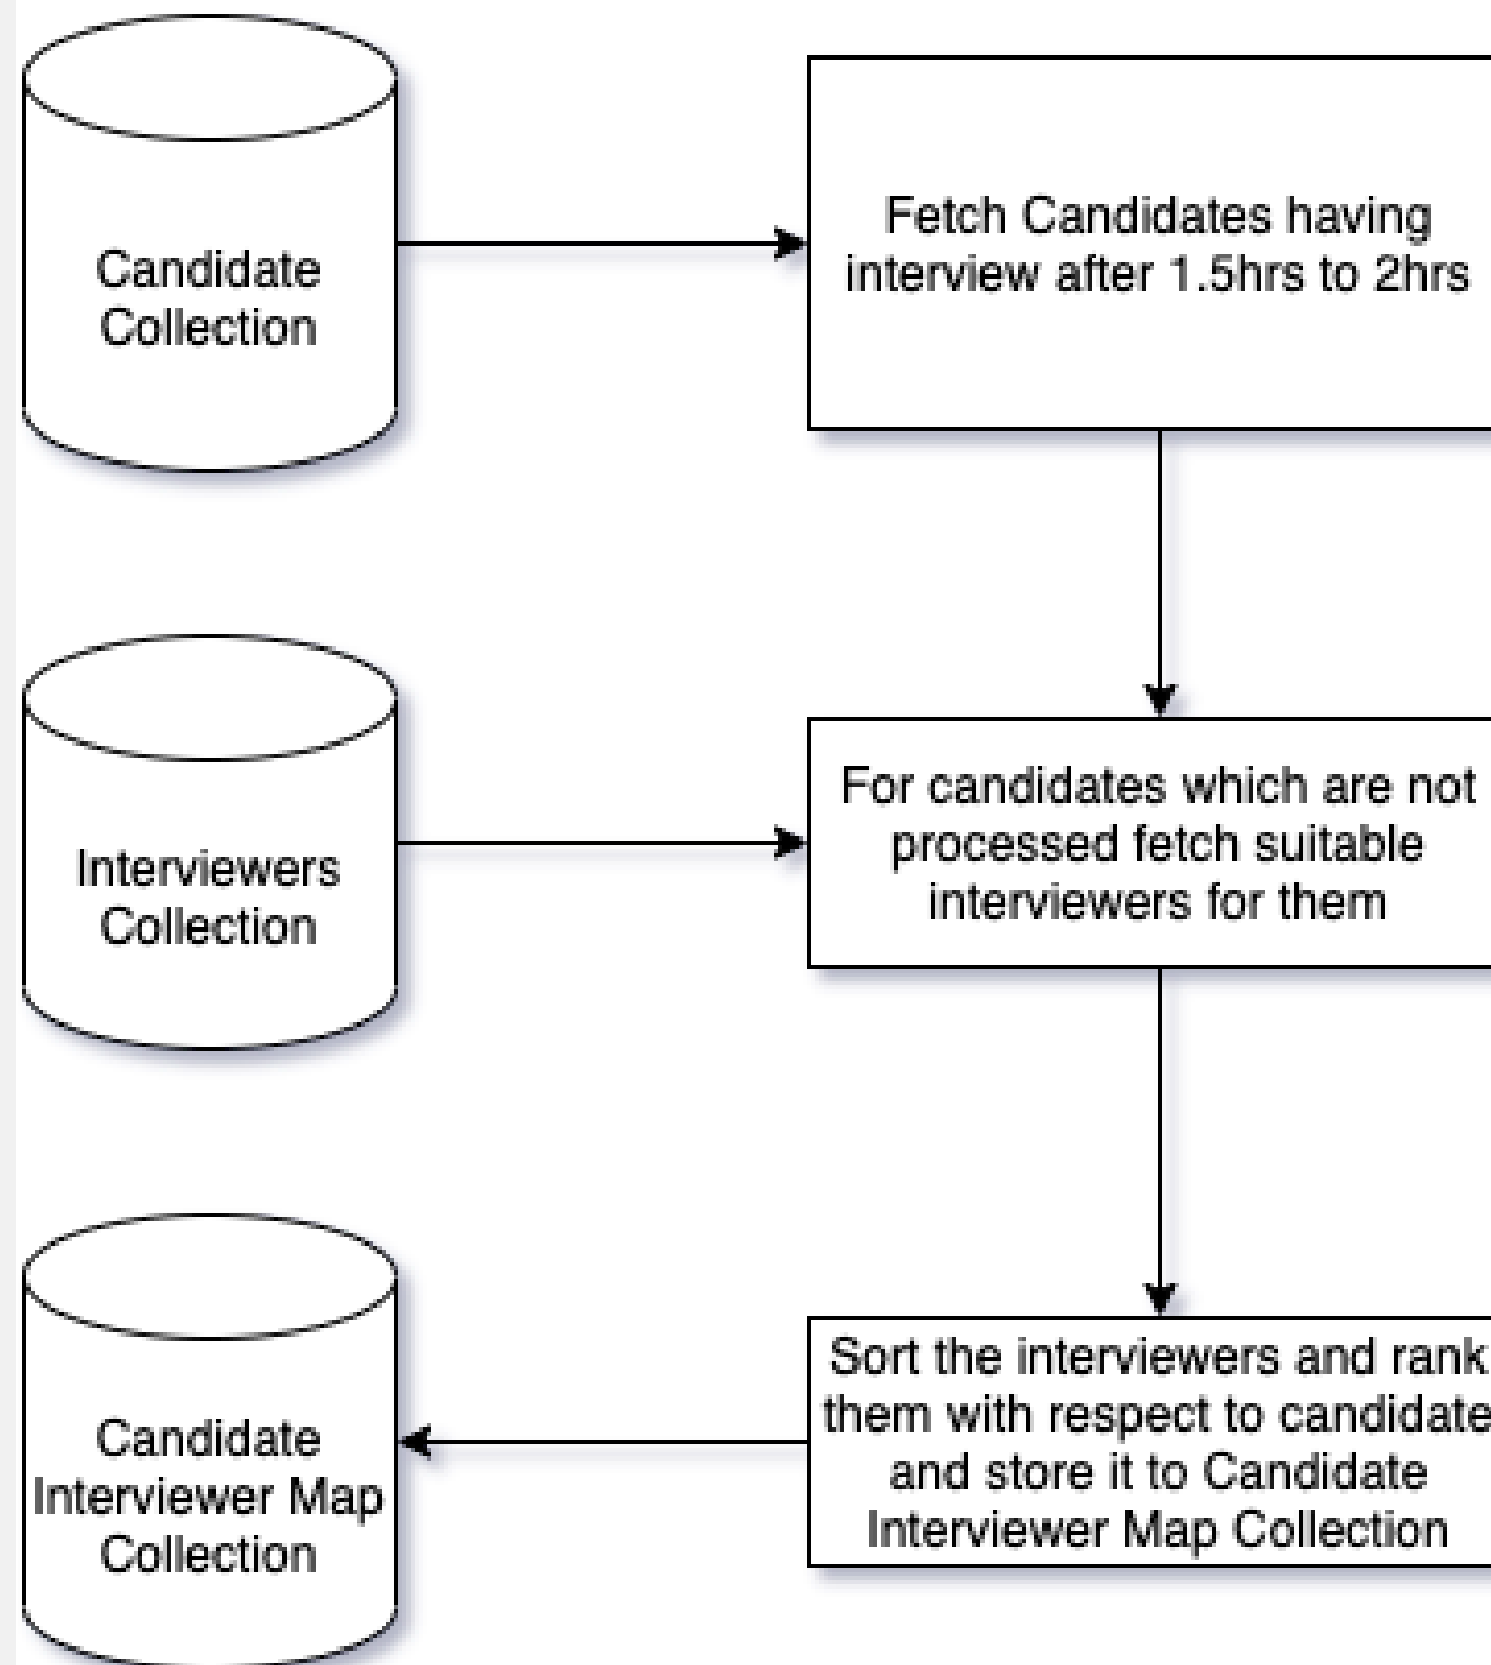 Candidate
Collection
Fetch Candidates having
interview after 1.5hrs to 2hrs
Interviewers
Collection
For candidates which are not
processed fetch suitable
interviewers for them
Candidate
Interviewer Map
Collection
Sort the interviewers and rank
them with respect to candidate
and store it to Candidate
Interviewer Map Collection